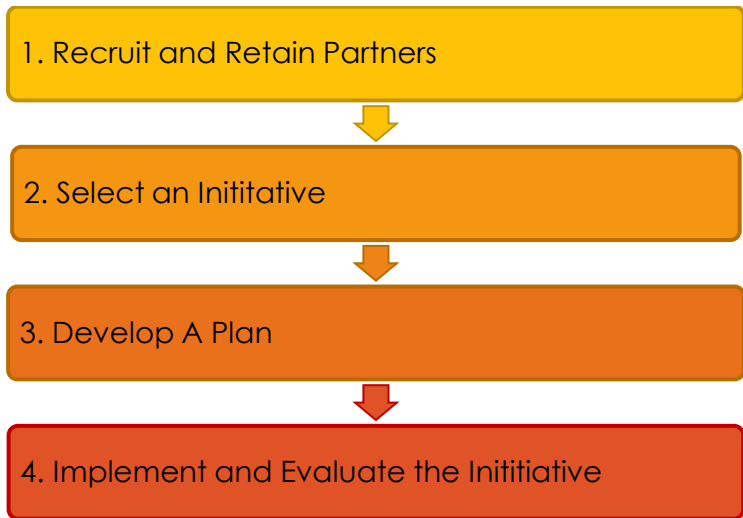 1. Recruit and Retain Partners
2. Select an Inititative
3. Develop A Plan
4. Implement and Evaluate the Inititiative